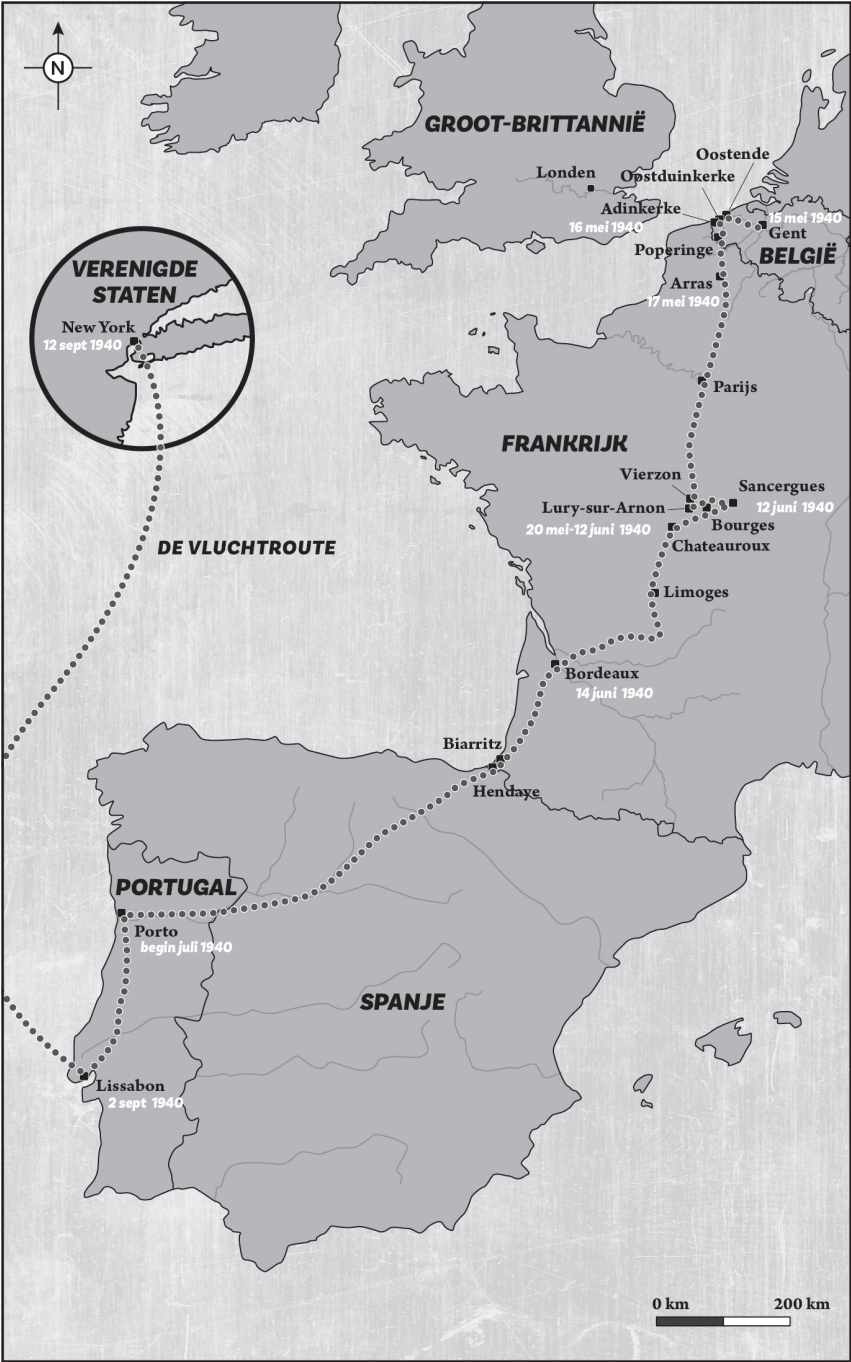 N
GROOT-BRITTANNIË
Londen
Oostende
Oostduinkerke
Adinkerke
16 mei 1940
15 mei 1940
Gent
BELGIË
Poperinge
Arras
17 mei 1940
VERENIGDE
STATEN
New York
12 sept 1940
Parijs
FRANKRIJK
Vierzon
Sancergues
12 juni 1940
Lury-sur-Arnon
20 mei-12 juni 1940
Bourges
Chateauroux
DE VLUCHTROUTE
Limoges
Bordeaux
14 juni 1940
Biarritz
Hendaye
PORTUGAL
Porto
begin juli 1940
SPANJE
Lissabon
2 sept 1940
0 km
200 km